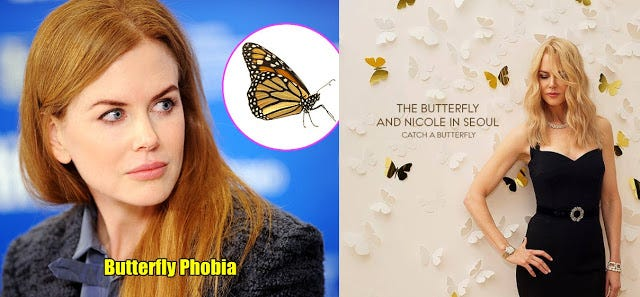 Butterfly Phobia
THE BUTTERFLY
AND NICOLE IN SEOUL
CATCH A BUTTERFLY